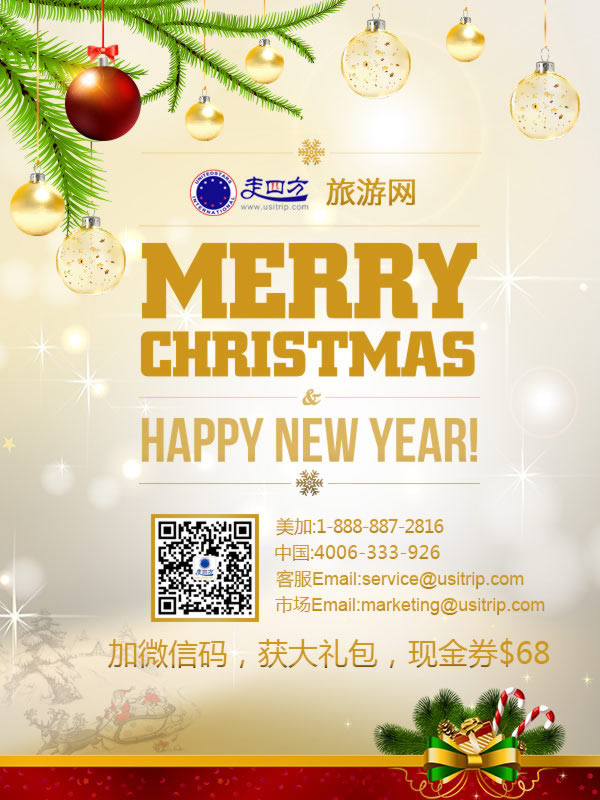 UNITEDSTARS INTERNATIONAL
走四方 旅游网
www.usitrip.com
MERRY
CHRISTMAS
&
HAPPY NEW YEAR!
美加:1-888-887-2816
中国:4006-333-926
客服Email:service@usitrip.com
市场Email:marketing@usitrip.com
加微信码，获大礼包，现金券$68